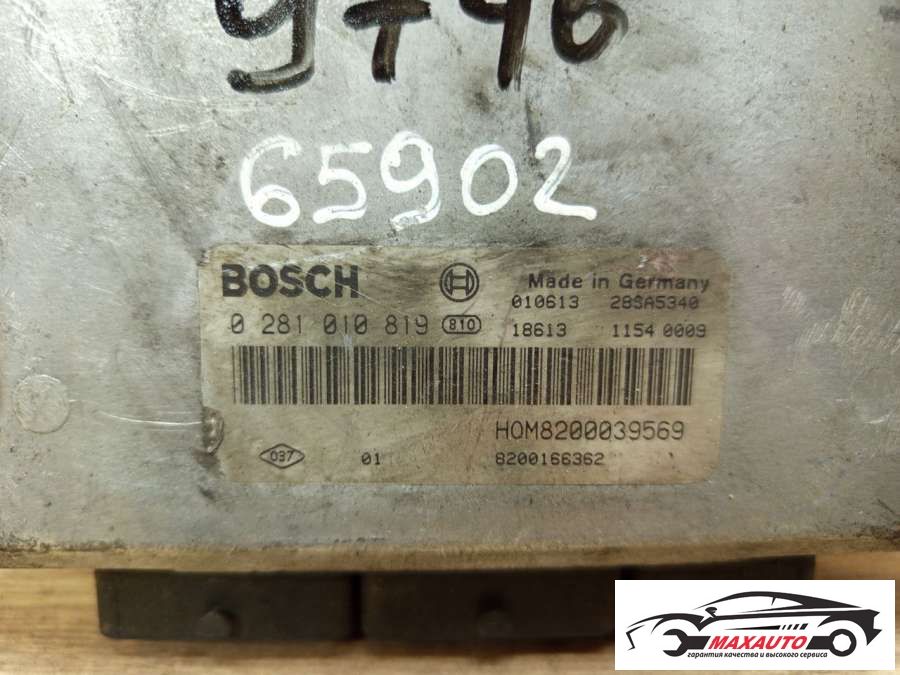 65902
BOSCH
Made in Germany
010613 28SA5340
0 281 010 819 810
18613 1154 0009
HOM8200039569
037 01 8200166362
MAXAUTO
гарантия качества и высокого сервиса